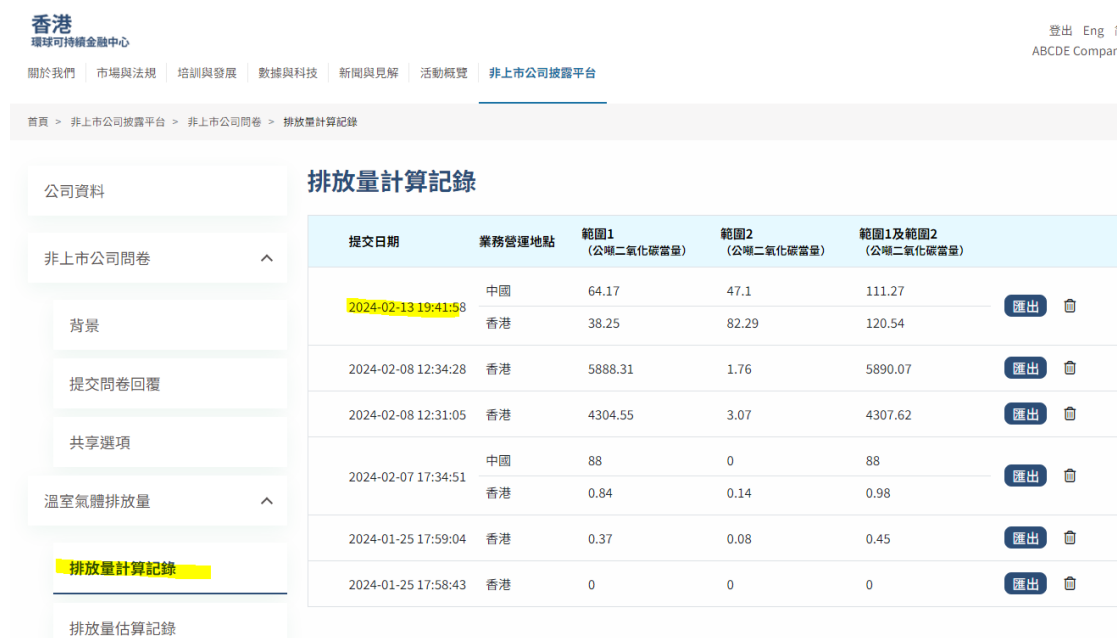 香港
環球可持續金融中心
登出 Eng
ABCDE Compar
關於我們 市場與法規 培訓與發展 數據與科技 新聞與見解 活動概覽 非上市公司披露平台
首頁 > 非上市公司披露平台 > 非上市公司問卷 > 排放量計算記錄
公司資料
非上市公司問卷
背景
提交問卷回覆
共享選項
溫室氣體排放量
排放量計算記錄
排放量估算記錄
排放量計算記錄
提交日期 業務營運地點 範圍1 範圍2 範圍1及範圍2
(公噸二氧化碳當量) (公噸二氧化碳當量) (公噸二氧化碳當量)
中國 64.17 47.1 111.27
2024-02-13 19:41:58 匯出
香港 38.25 82.29 120.54
2024-02-08 12:34:28 香港 5888.31 1.76 5890.07 匯出
2024-02-08 12:31:05 香港 4304.55 3.07 4307.62 匯出
中國 88 0 88
2024-02-07 17:34:51 匯出
香港 0.84 0.14 0.98
2024-01-25 17:59:04 香港 0.37 0.08 0.45 匯出
2024-01-25 17:58:43 香港 0 0 0 匯出